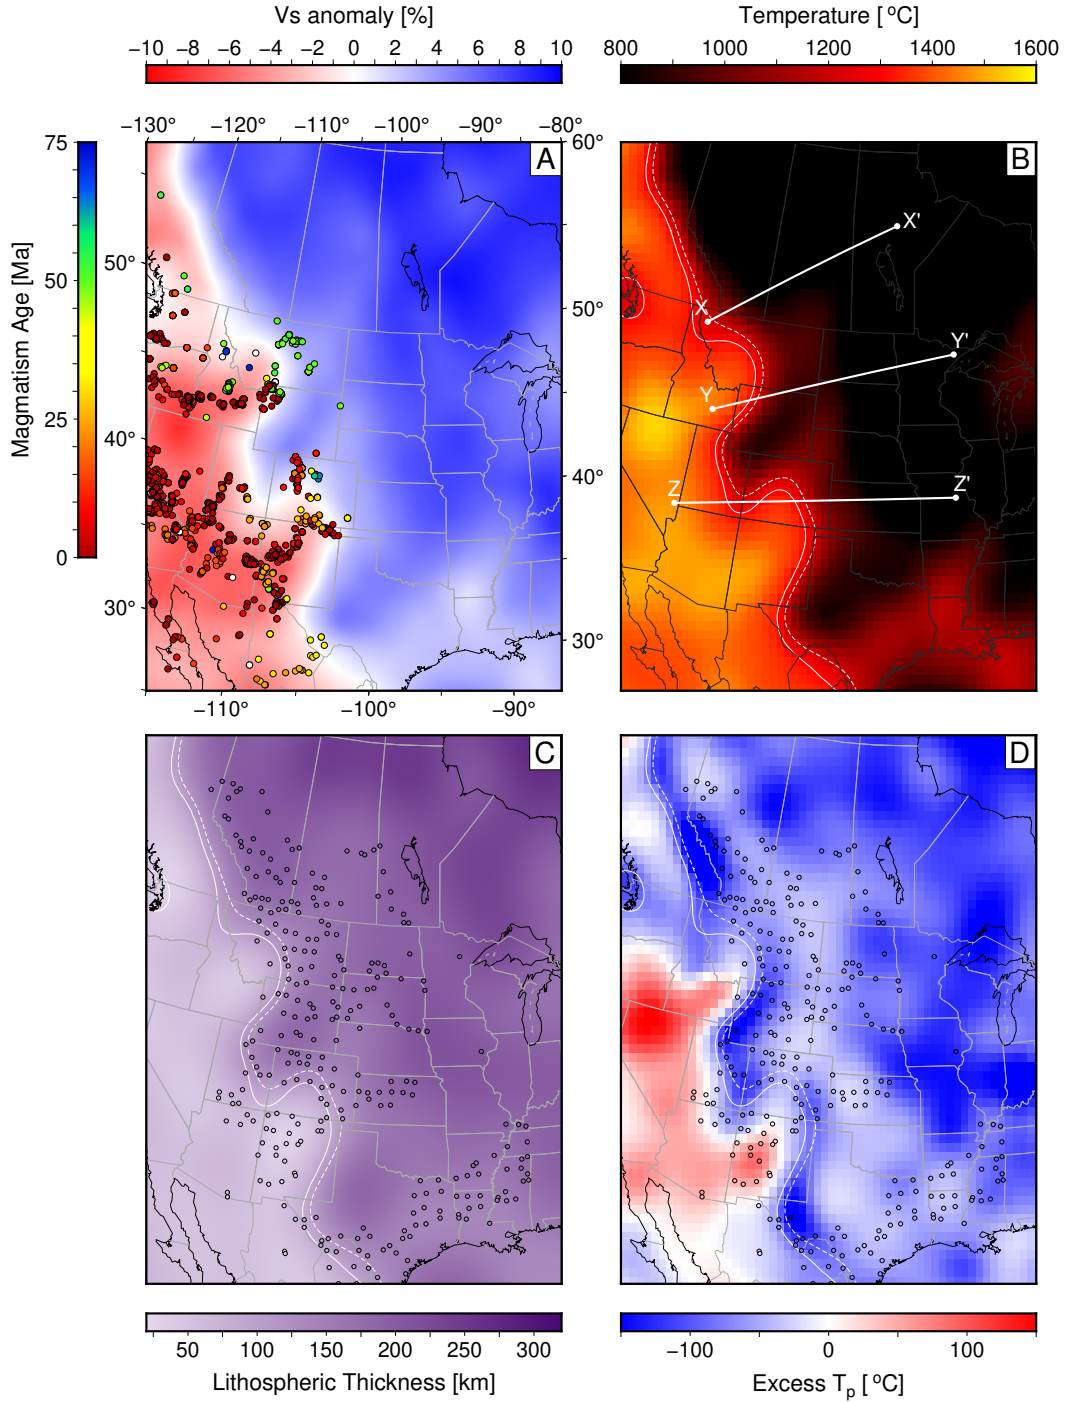 Vs anomaly [%]
−10 −8 −6 −4 −2 0 2 4 6 8 10
Temperature [ °C]
800 1000 1200 1400 1600
−130° −120° −110° −100° −90° −80°
Magmatism Age [Ma]
75
50
25
0
60°
50°
40°
30°
50°
40°
30°
−110° −100° −90°
A
B
X
X'
Y
Y'
Z
Z'
C
D
50 100 150 200 250 300
Lithospheric Thickness [km]
−100 0 100
Excess Tp [ °C]